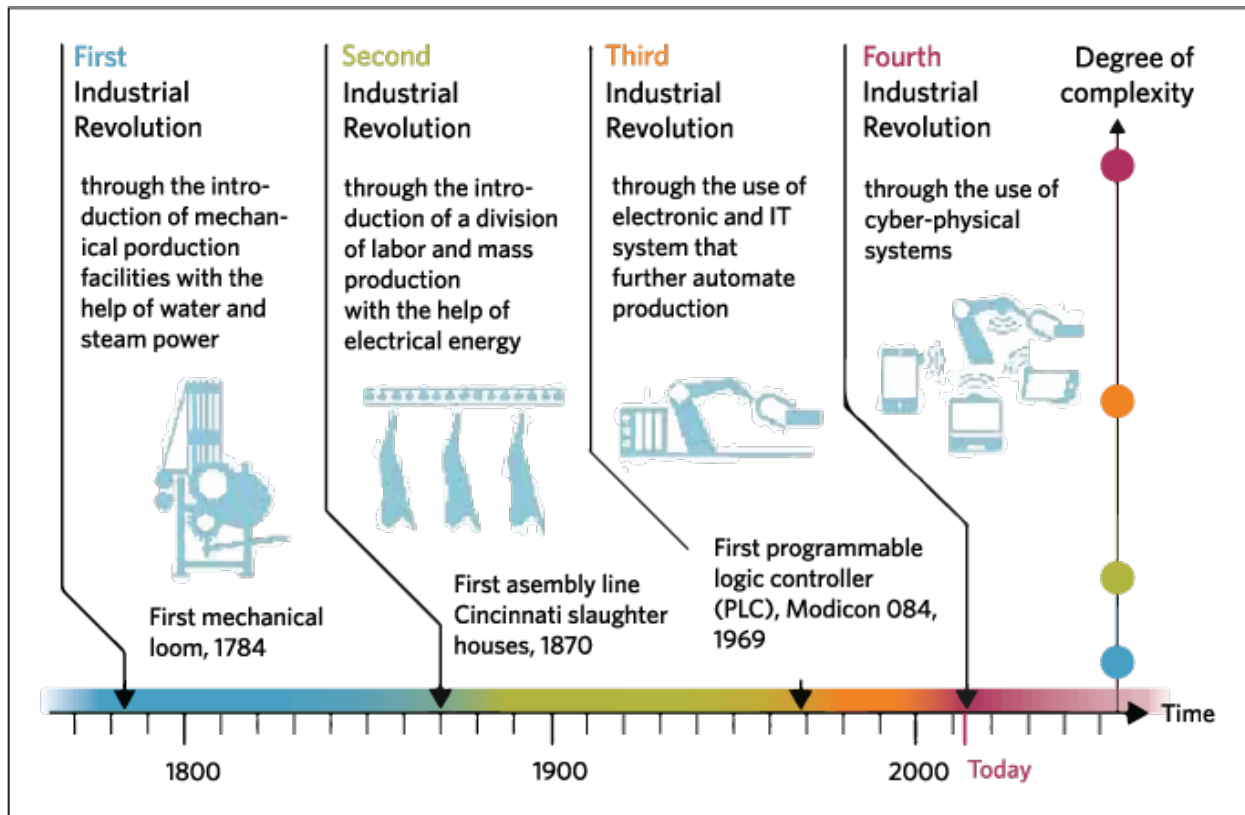 First
Industrial
Revolution
through the intro-
duction of mechan-
ical porduction
facilities with the
help of water and
steam power
First mechanical
loom, 1784
Second
Industrial
Revolution
through the intro-
duction of a division
of labor and mass
production
with the help of
electrical energy
First asembly line
Cincinnati slaughter
houses, 1870
Third
Industrial
Revolution
through the use of
electronic and IT
system that
further automate
production
First programmable
logic controller
(PLC), Modicon 084,
1969
Fourth
Industrial
Revolution
through the use of
cyber-physical
systems
Degree of
complexity
Time
1800
1900
2000
Today